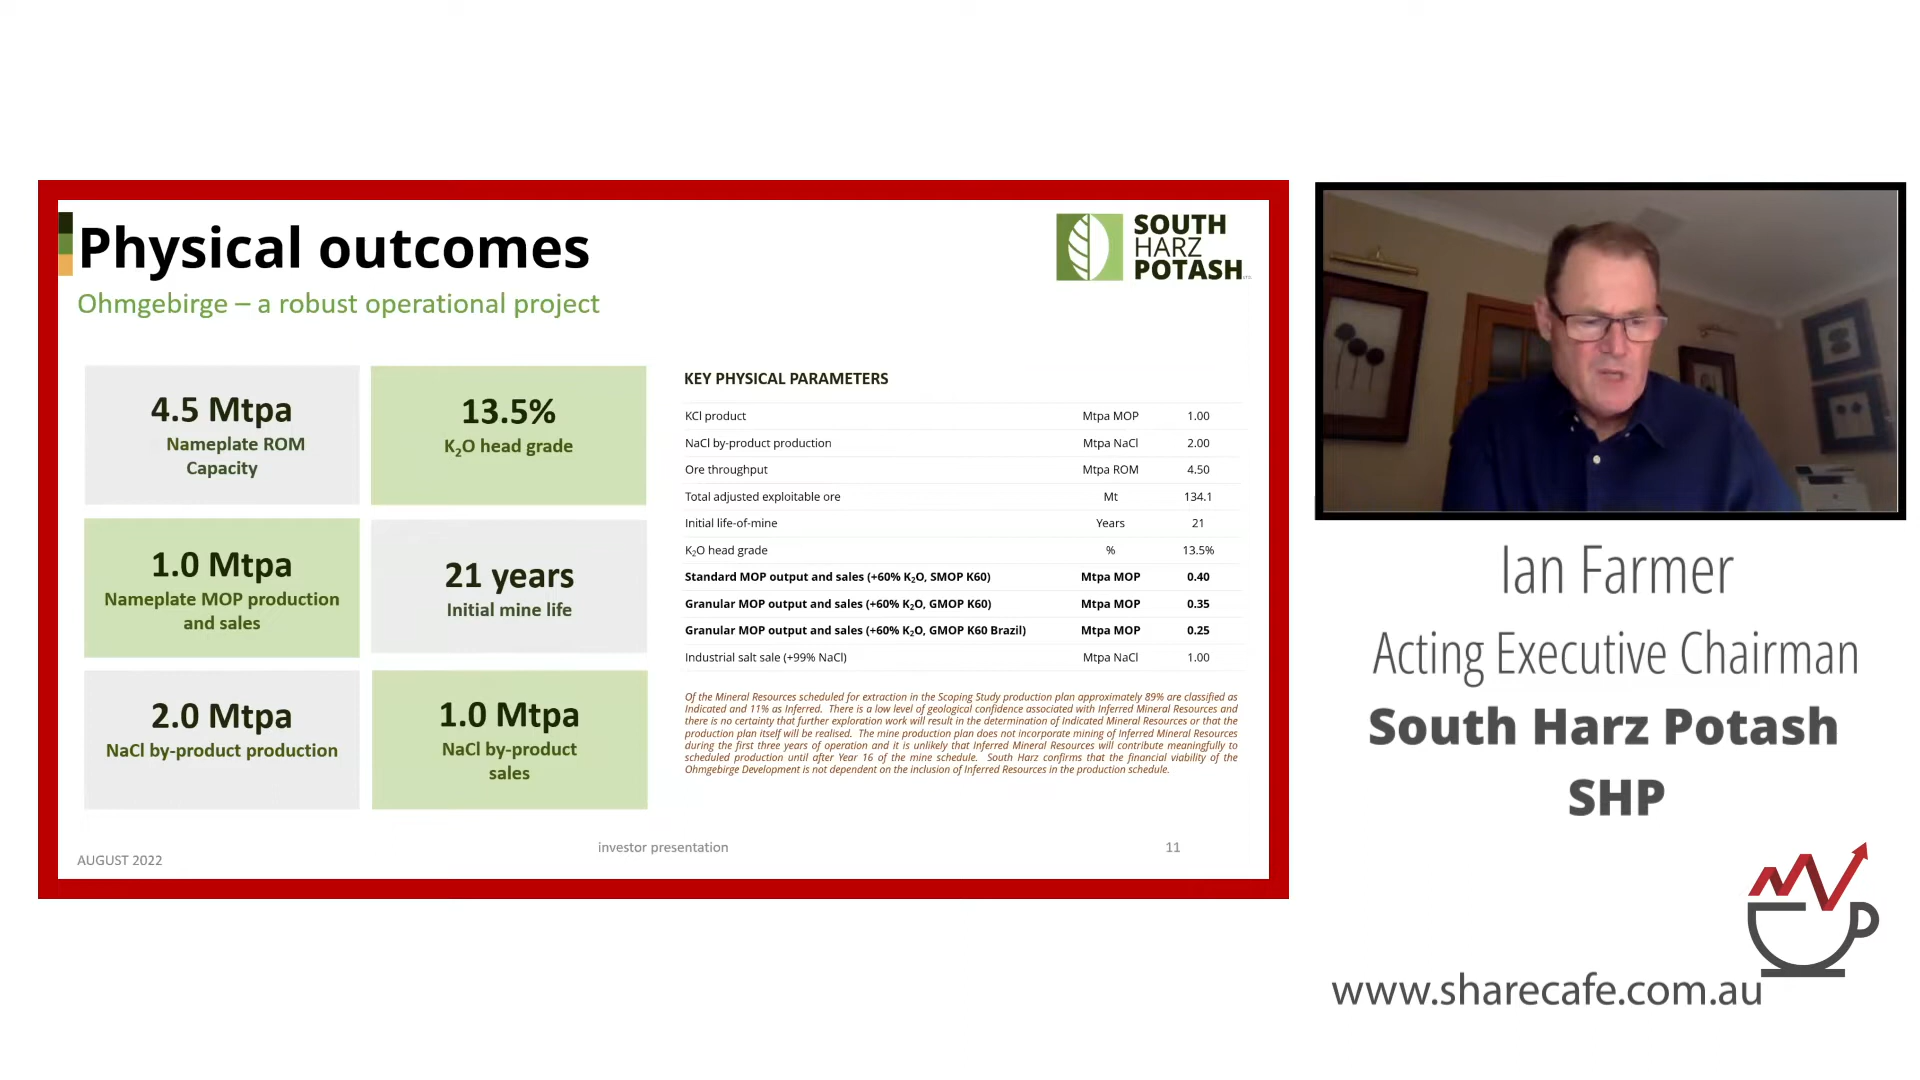 Physical outcomes
Ohmgebirge – a robust operational project
SOUTH
HARZ
POTASH
4.5 Mtpa
Nameplate ROM
Capacity
13.5%
K₂O head grade
1.0 Mtpa
Nameplate MOP production
and sales
21 years
Initial mine life
2.0 Mtpa
NaCl by-product production
1.0 Mtpa
NaCl by-product
sales
KEY PHYSICAL PARAMETERS
KCl product Mtpa MOP 1.00
NaCl by-product production Mtpa NaCl 2.00
Ore throughput Mtpa ROM 4.50
Total adjusted exploitable ore Mt 134.1
Initial life-of-mine Years 21
K₂O head grade % 13.5%
Standard MOP output and sales (+60% K₂O, SMOP K60) Mtpa MOP 0.40
Granular MOP output and sales (+60% K₂O, GMOP K60) Mtpa MOP 0.35
Granular MOP output and sales (+60% K₂O, GMOP K60 Brazil) Mtpa MOP 0.25
Industrial salt sale (+99% NaCl) Mtpa NaCl 1.00
Of the Mineral Resources scheduled for extraction in the Scoping Study production plan approximately 89% are classified as
Indicated and 11% as Inferred. There is a low level of geological confidence associated with Inferred Mineral Resources and
there is no certainty that further exploration work will result in the determination of Indicated Mineral Resources or that the
production plan itself will be realised. The mine production plan does not incorporate mining of Inferred Mineral Resources
during the first three years of operation and it is unlikely that Inferred Mineral Resources will contribute meaningfully to
scheduled production until after Year 16 of the mine schedule. South Harz confirms that the financial viability of the
Ohmgebirge Development is not dependent on the inclusion of Inferred Resources in the production schedule.
AUGUST 2022
investor presentation
11
Ian Farmer
Acting Executive Chairman
South Harz Potash
SHP
www.sharecafe.com.au